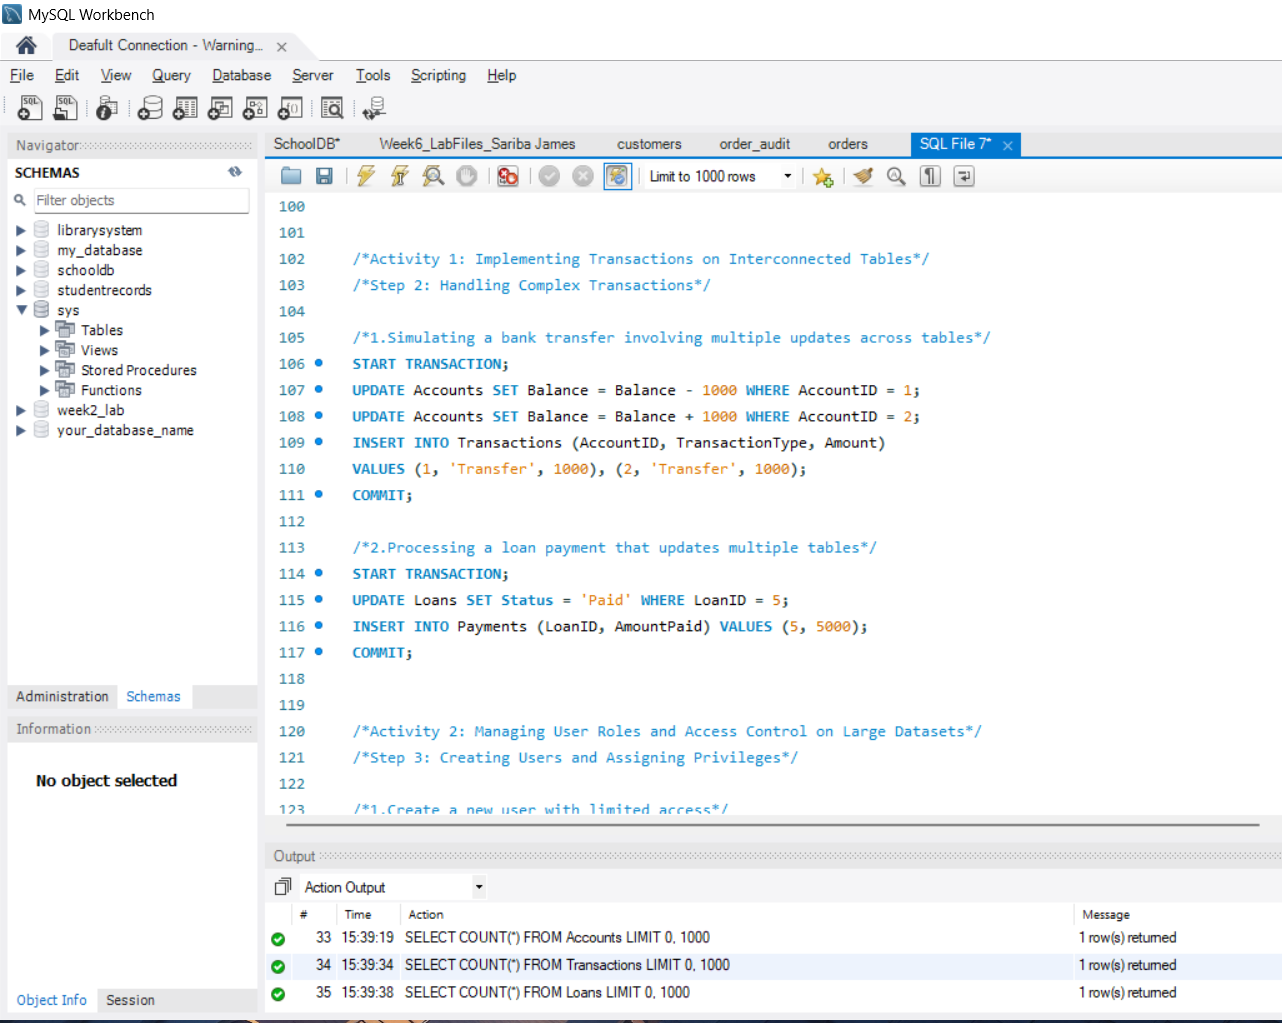 MySQL Workbench
Deafult Connection - Warning...
File Edit View Query Database Server Tools Scripting Help
Navigator
SCHEMAS
Filter objects
librarysystem
my_database
schooldb
studentrecords
sys
Tables
Views
Stored Procedures
Functions
week2_lab
your_database_name
Administration Schemas
Information
No object selected
Object Info Session
SchoolDB* Week6_LabFiles_Sariba James customers order_audit orders SQL File 7*
Limit to 1000 rows
100
101
102 /*Activity 1: Implementing Transactions on Interconnected Tables*/
103 /*Step 2: Handling Complex Transactions*/
104
105 /*1.Simulating a bank transfer involving multiple updates across tables*/
106 START TRANSACTION;
107 UPDATE Accounts SET Balance = Balance - 1000 WHERE AccountID = 1;
108 UPDATE Accounts SET Balance = Balance + 1000 WHERE AccountID = 2;
109 INSERT INTO Transactions (AccountID, TransactionType, Amount)
110 VALUES (1, 'Transfer', 1000), (2, 'Transfer', 1000);
111 COMMIT;
112
113 /*2.Processing a loan payment that updates multiple tables*/
114 START TRANSACTION;
115 UPDATE Loans SET Status = 'Paid' WHERE LoanID = 5;
116 INSERT INTO Payments (LoanID, AmountPaid) VALUES (5, 5000);
117 COMMIT;
118
119
120 /*Activity 2: Managing User Roles and Access Control on Large Datasets*/
121 /*Step 3: Creating Users and Assigning Privileges*/
122
123 /*1.Create a new user with limited access*/
Output
Action Output
# Time Action Message
33 15:39:19 SELECT COUNT(*) FROM Accounts LIMIT 0, 1000 1 row(s) returned
34 15:39:34 SELECT COUNT(*) FROM Transactions LIMIT 0, 1000 1 row(s) returned
35 15:39:38 SELECT COUNT(*) FROM Loans LIMIT 0, 1000 1 row(s) returned